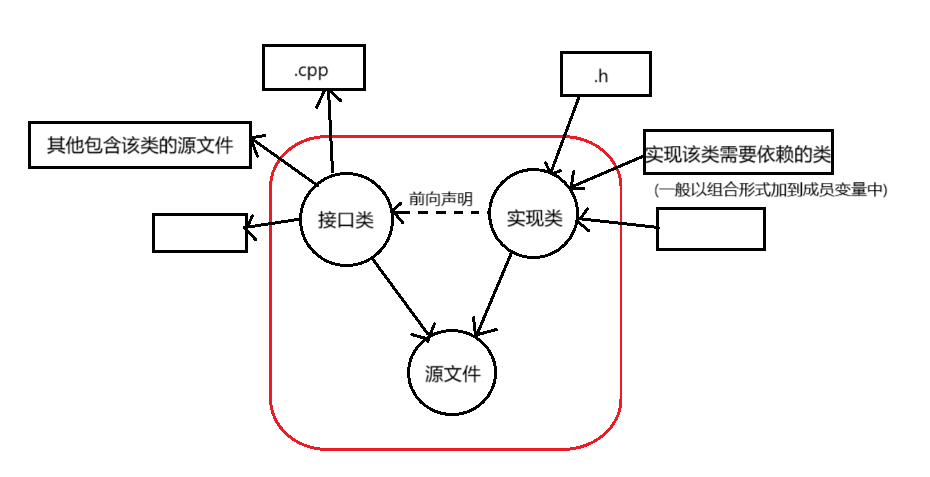 .cpp
.h
其他包含该类的源文件
实现该类需要依赖的类
(一般以组合形式加到成员变量中)
前向声明
接口类
实现类
源文件